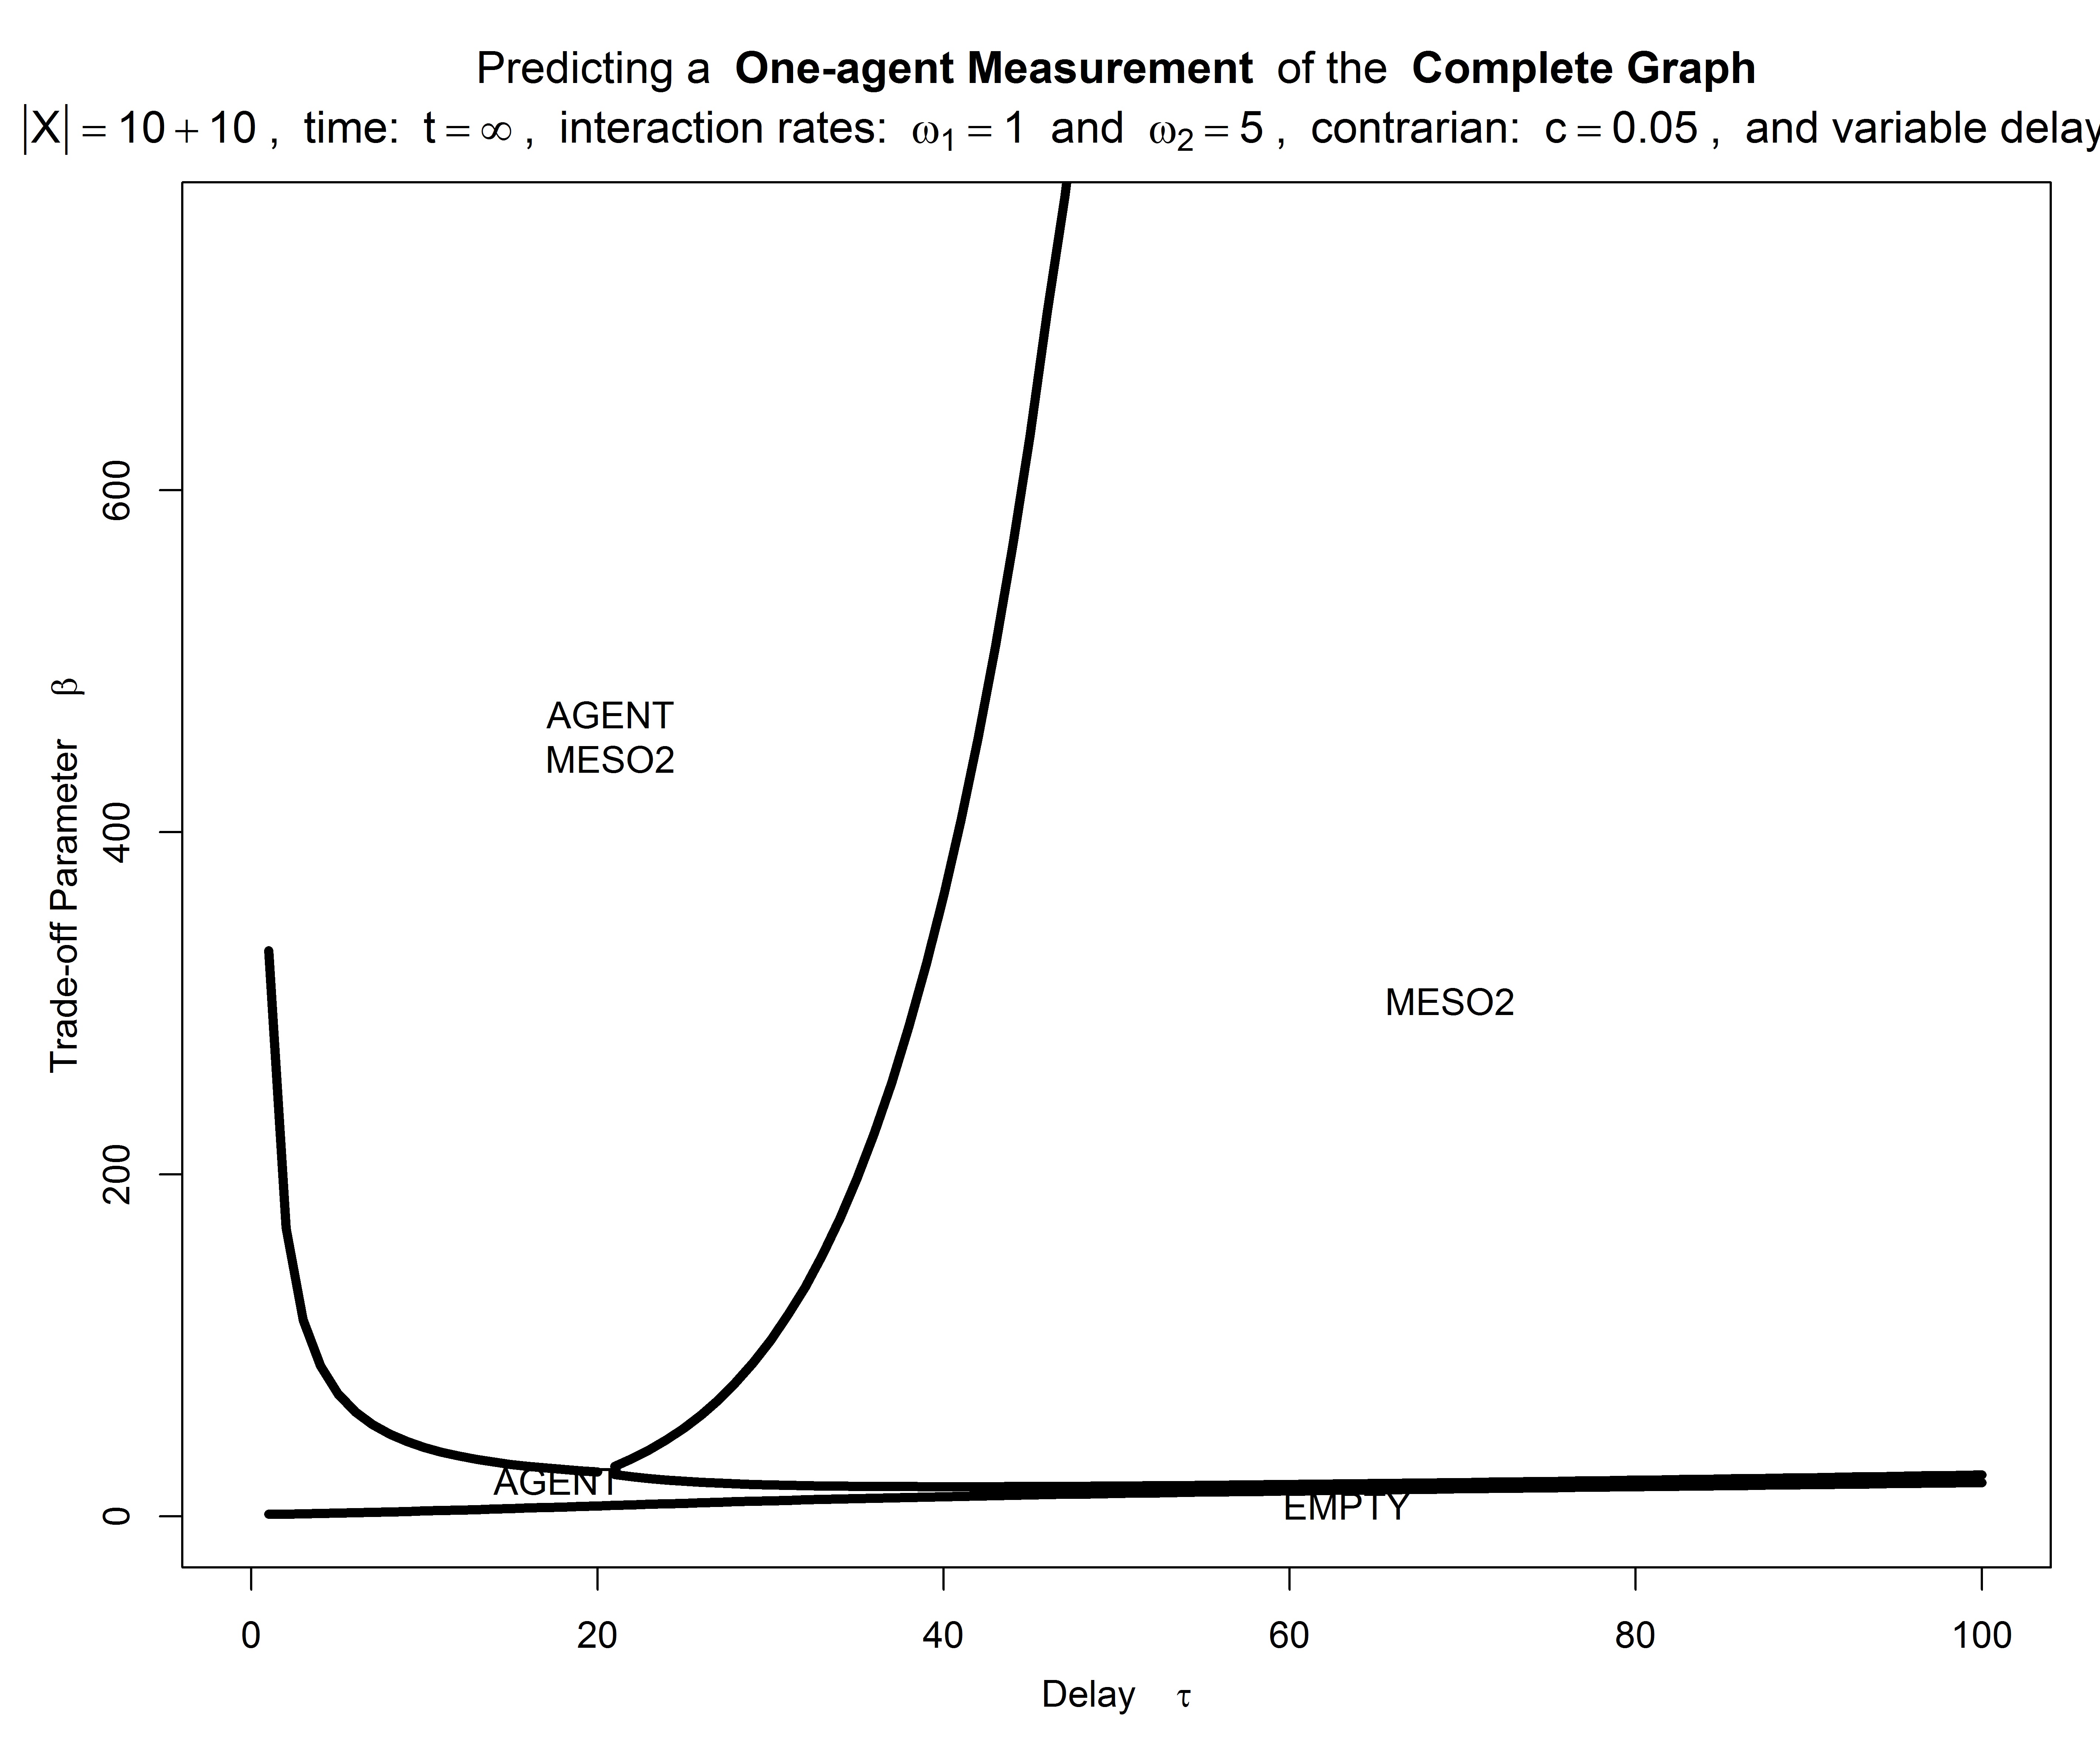 Predicting a One-agent Measurement of the Complete Graph
|X| = 10 + 10 , time: t = ∞ , interaction rates: ω1 = 1 and ω2 = 5 , contrarian: c = 0.05 , and variable delay
600
400
200
0
Trade-off Parameter β
AGENT
MESO2
MESO2
AGENT
EMPTY
0 20 40 60 80 100
Delay τ